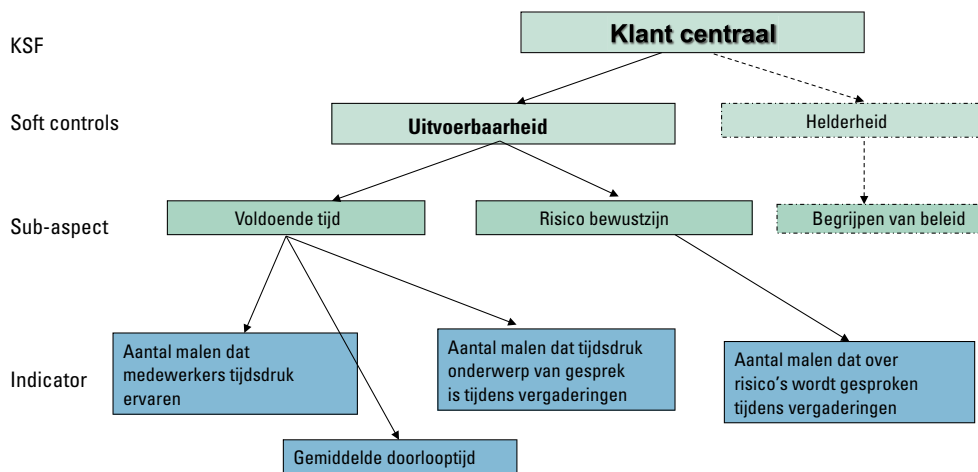 KSF
Klant centraal
Soft controls
Uitvoerbaarheid
Helderheid
Sub-aspect
Voldoende tijd
Risico bewustzijn
Begrijpen van beleid
Indicator
Aantal malen dat
medewerkers tijdsdruk
ervaren
Aantal malen dat tijdsdruk
onderwerp van gesprek
is tijdens vergaderingen
Aantal malen dat over
risico's wordt gesproken
tijdens vergaderingen
Gemiddelde doorlooptijd